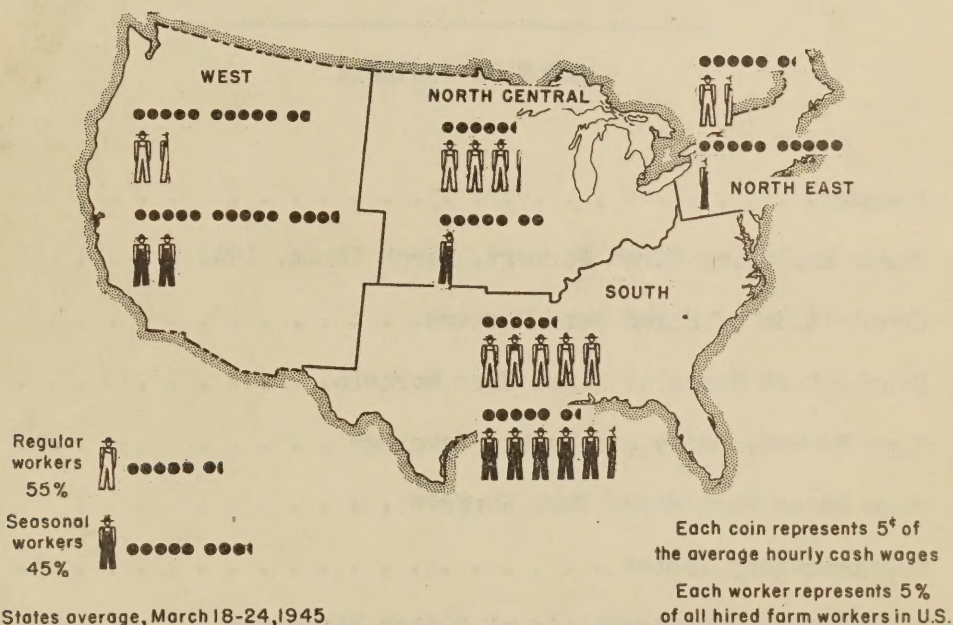 WEST
NORTH CENTRAL
NORTH EAST
SOUTH
Regular
workers
55%
Seasonal
workers
45%
Each coin represents 5¢ of
the average hourly cash wages
Each worker represents 5%
of all hired farm workers in U.S.
States average, March 18-24, 1945